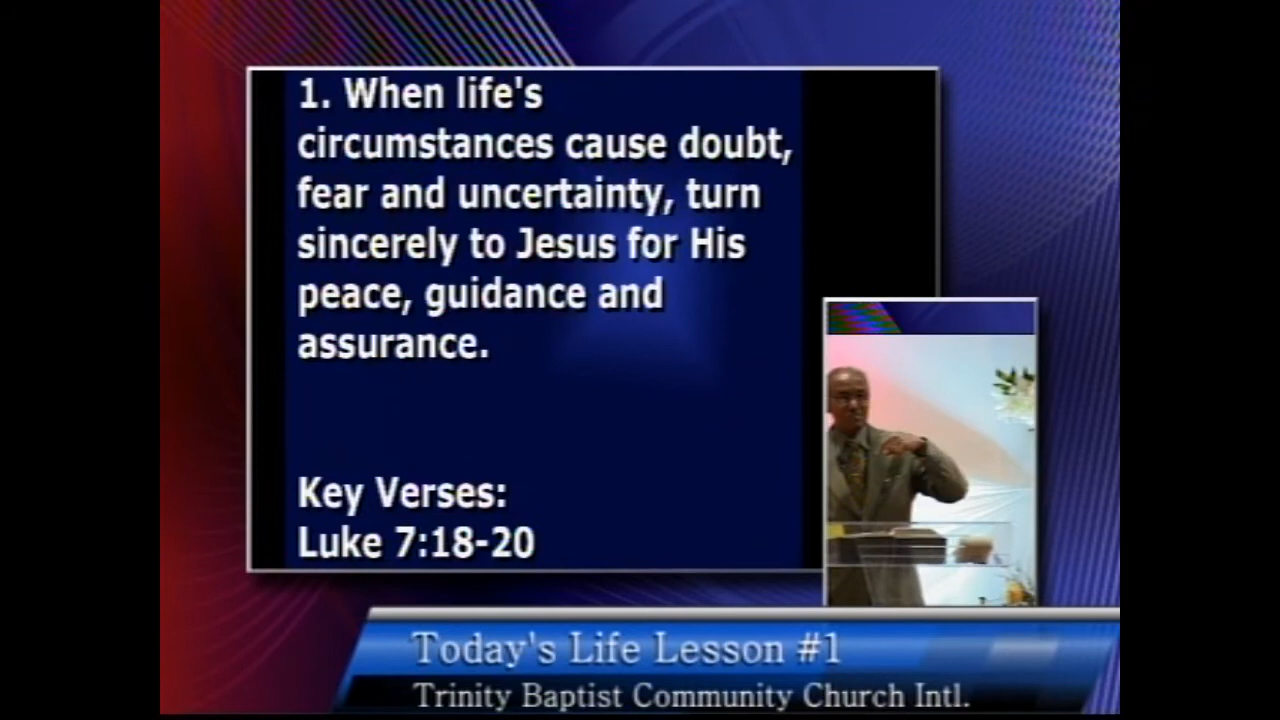 1. When life's
circumstances cause doubt,
fear and uncertainty, turn
sincerely to Jesus for His
peace, guidance and
assurance.
Key Verses:
Luke 7:18-20
Today's Life Lesson #1
Trinity Baptist Community Church Intl.